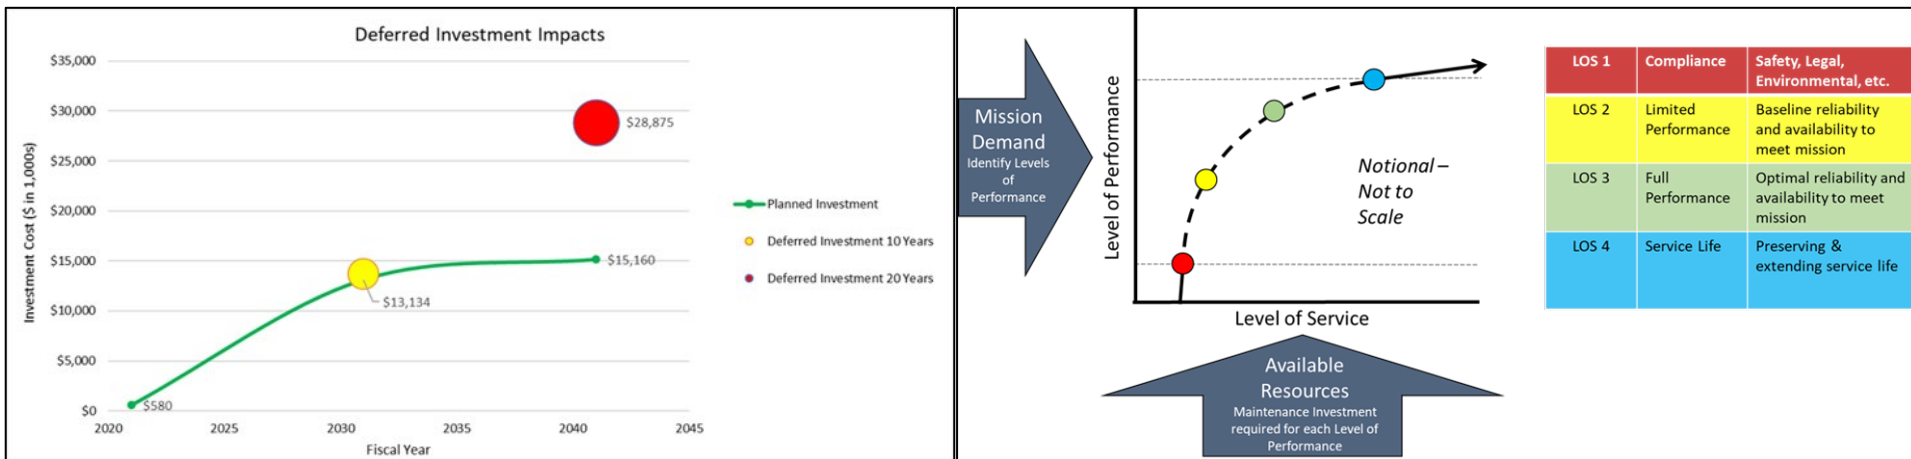 Deferred Investment Impacts
Investment Cost ($ in 1,000s)
$35,000
$30,000
$25,000
$20,000
$15,000
$10,000
$5,000
$0
$28,875
$15,160
$13,134
$580
2020
2025
2030
2035
2040
2045
Fiscal Year
Planned Investment
Deferred Investment 10 Years
Deferred Investment 20 Years
Mission
Demand
Identify Levels
of
Performance
Level of Performance
Notional –
Not to
Scale
Level of Service
Available
Resources
Maintenance Investment
required for each Level of
Performance
LOS 1
Compliance
Safety, Legal,
Environmental, etc.
LOS 2
Limited
Performance
Baseline reliability
and availability to
meet mission
LOS 3
Full
Performance
Optimal reliability and
availability to meet
mission
LOS 4
Service Life
Preserving &
extending service life